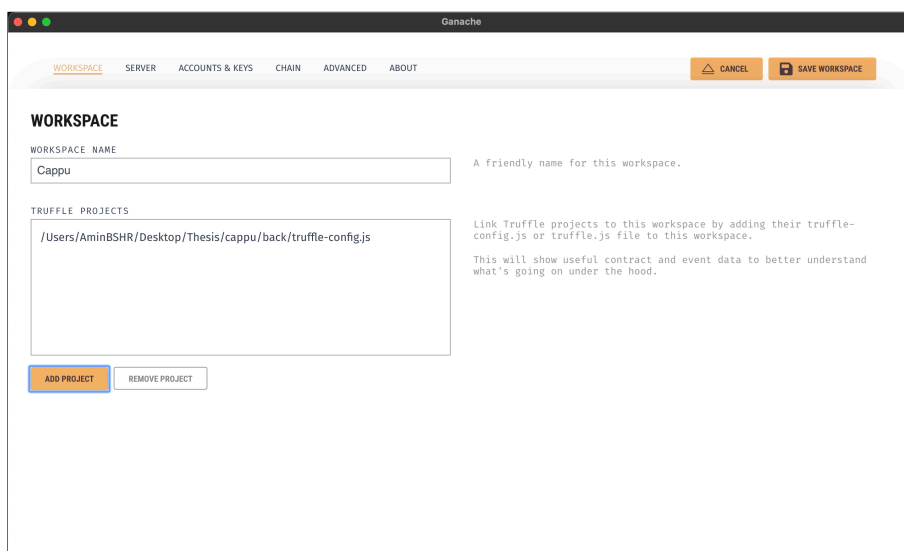 Ganache
WORKSPACE SERVER ACCOUNTS & KEYS CHAIN ADVANCED ABOUT CANCEL SAVE WORKSPACE
WORKSPACE
WORKSPACE NAME
Cappu
A friendly name for this workspace.
TRUFFLE PROJECTS
/Users/AminBSHR/Desktop/Thesis/cappu/back/truffle-config.js
Link Truffle projects to this workspace by adding their truffle-
config.js or truffle.js file to this workspace.
This will show useful contract and event data to better understand
what's going on under the hood.
ADD PROJECT REMOVE PROJECT